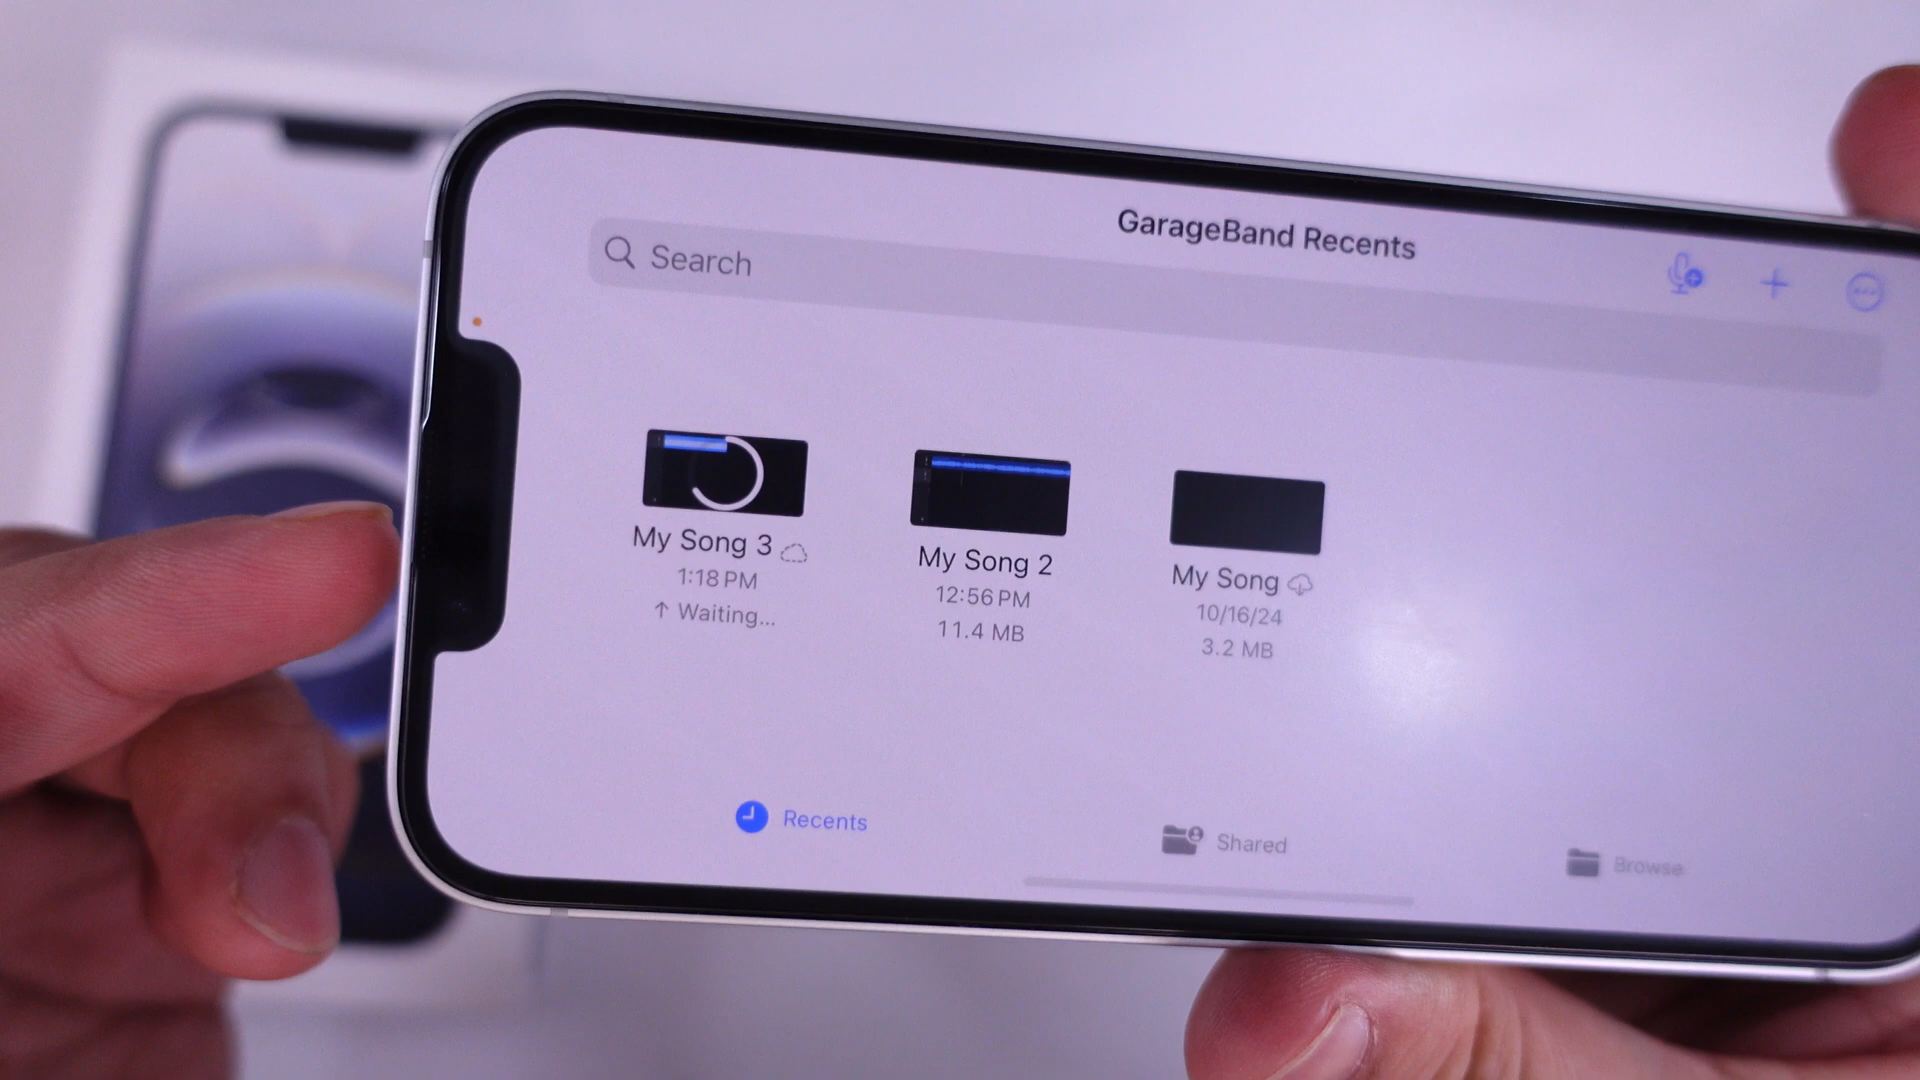 GarageBand Recents
Search
My Song 3
1:18 PM
↑ Waiting...
My Song 2
12:56 PM
11.4 MB
My Song
10/16/24
3.2 MB
Recents
Shared
Browse